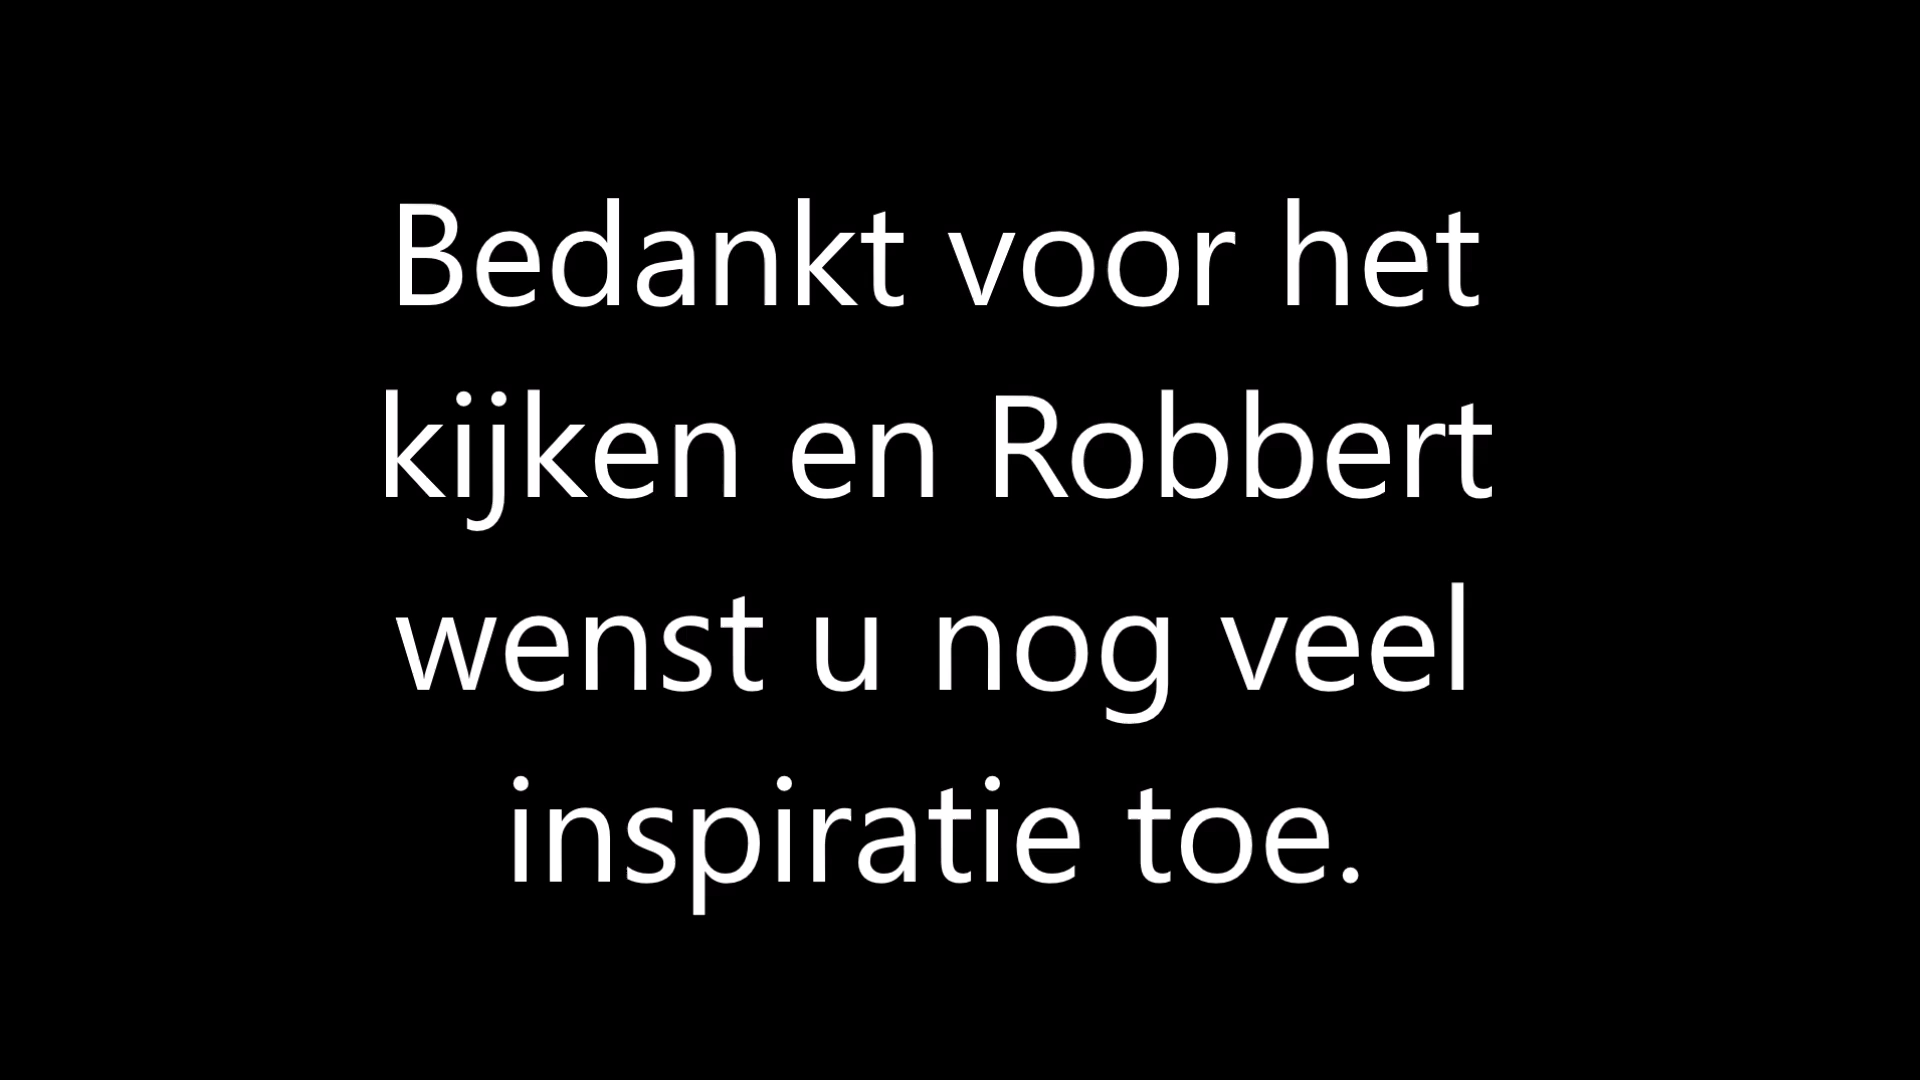 Bedankt voor het
kijken en Robbert
wenst u nog veel
inspiratie toe.